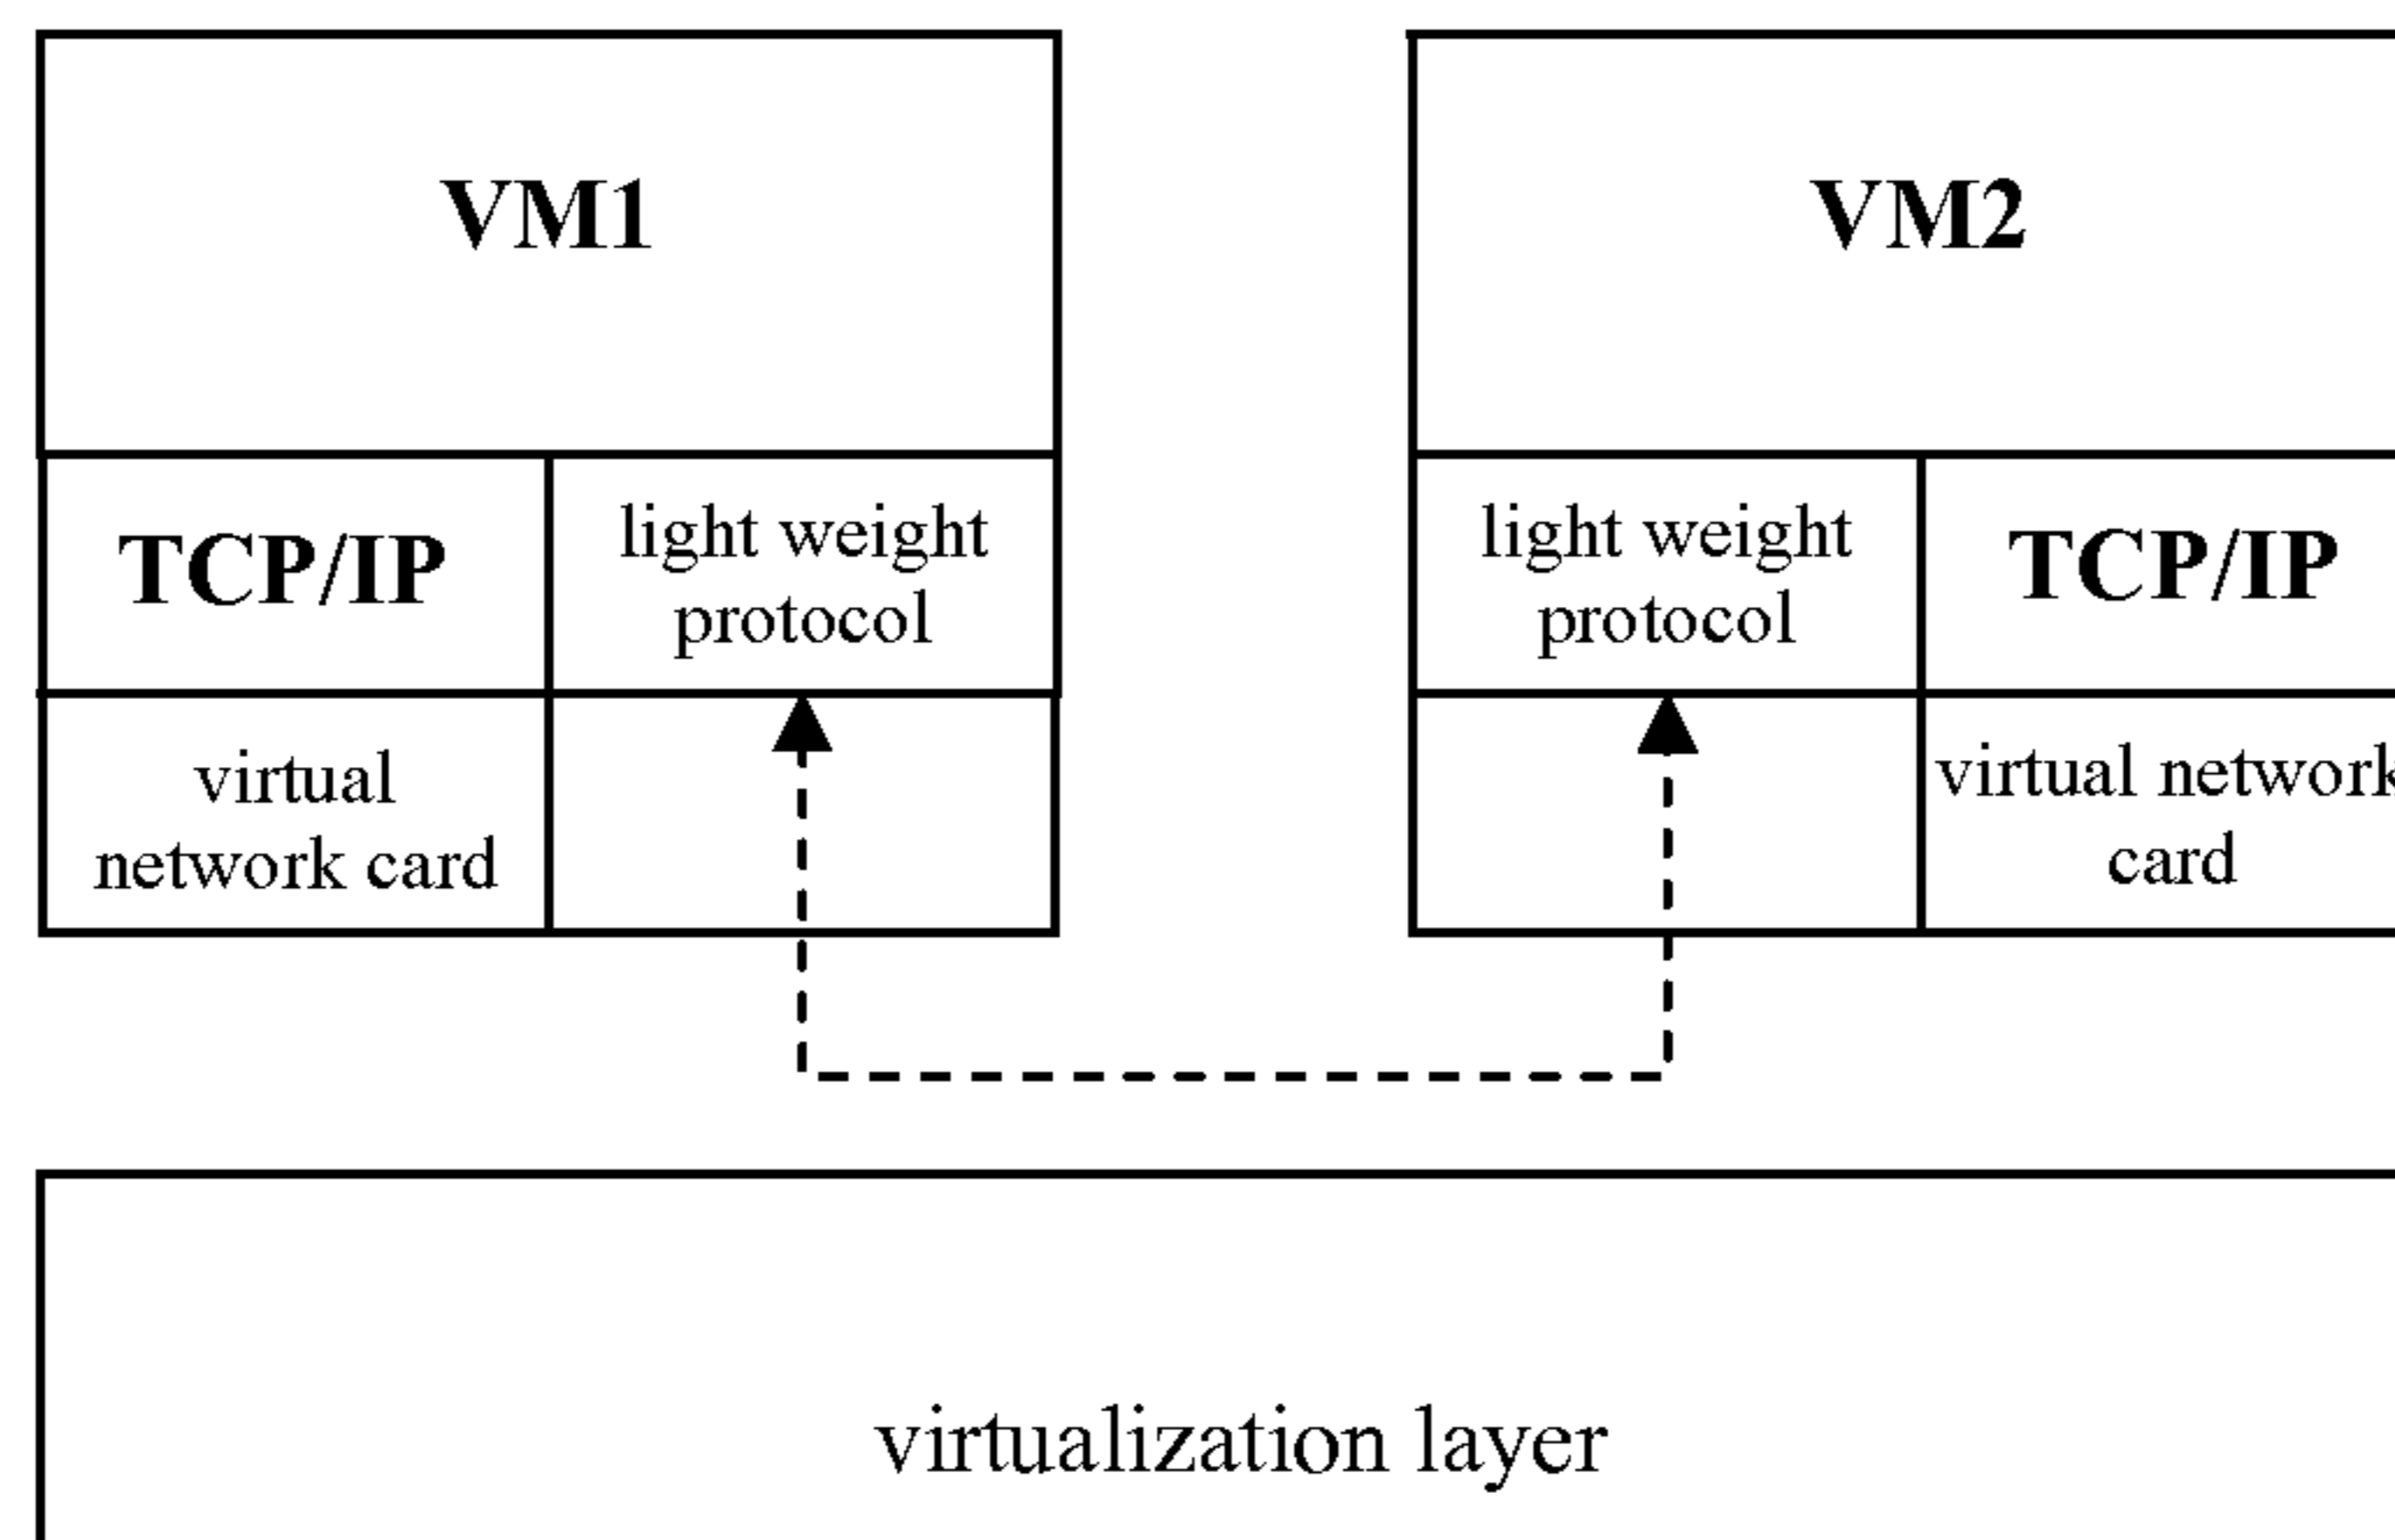 VM1
VM2
TCP/IP
light weight
protocol
light weight
protocol
TCP/IP
virtual
network card
virtual network
card
virtualization layer